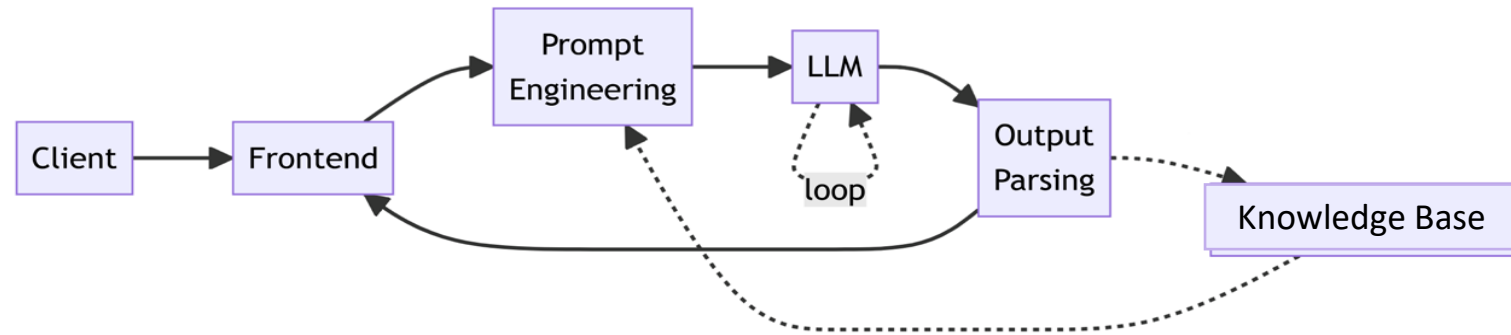 Client
Frontend
Prompt
Engineering
LLM
loop
Output
Parsing
Knowledge Base